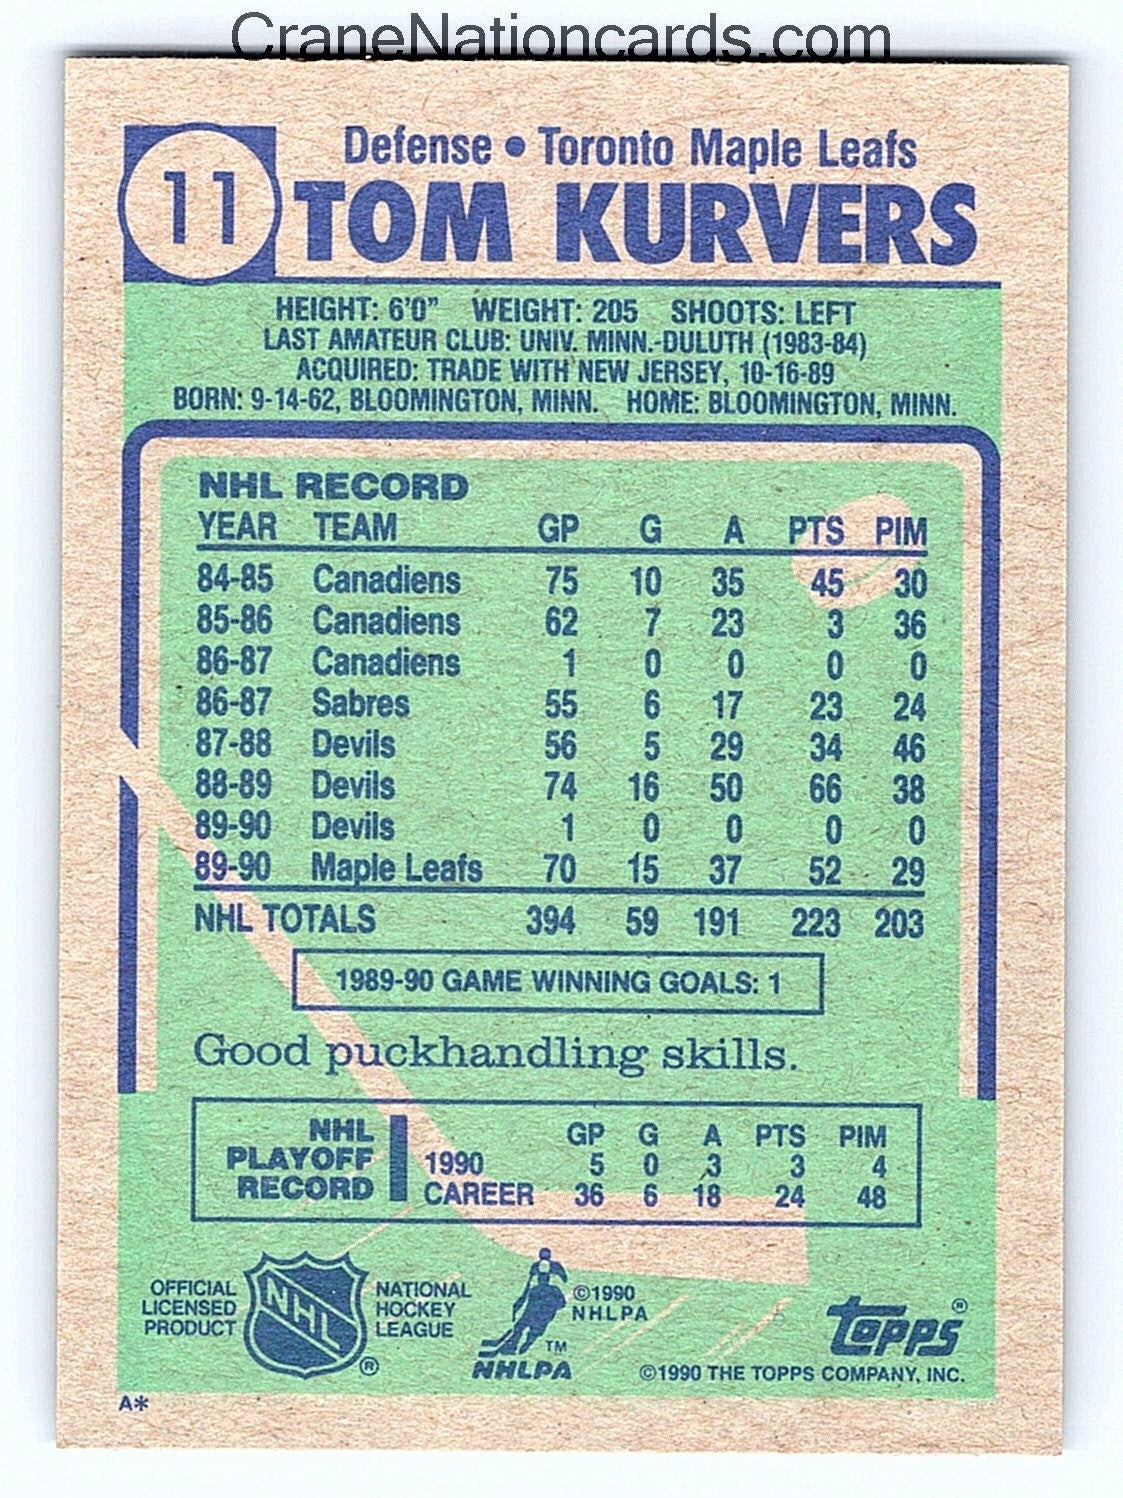 CraneNationcards.com
11
Defense • Toronto Maple Leafs
TOM KURVERS
HEIGHT: 6'0" WEIGHT: 205 SHOOTS: LEFT
LAST AMATEUR CLUB: UNIV. MINN.-DULUTH (1983-84)
ACQUIRED: TRADE WITH NEW JERSEY, 10-16-89
BORN: 9-14-62, BLOOMINGTON, MINN. HOME: BLOOMINGTON, MINN.
NHL RECORD
YEAR TEAM GP G A PTS PIM
84-85 Canadiens 75 10 35 45 30
85-86 Canadiens 62 7 23 3 36
86-87 Canadiens 1 0 0 0 0
86-87 Sabres 55 6 17 23 24
87-88 Devils 56 5 29 34 46
88-89 Devils 74 16 50 66 38
89-90 Devils 1 0 0 0 0
89-90 Maple Leafs 70 15 37 52 29
NHL TOTALS 394 59 191 223 203
1989-90 GAME WINNING GOALS: 1
Good puckhandling skills.
NHL PLAYOFF RECORD
GP G A PTS PIM
1990 5 0 3 3 4
CAREER 36 6 18 24 48
OFFICIAL
LICENSED
PRODUCT
NHL
®
NATIONAL
HOCKEY
LEAGUE
TM
NHLPA
©1990
NHLPA
TOPPS®
©1990 THE TOPPS COMPANY, INC.
A*